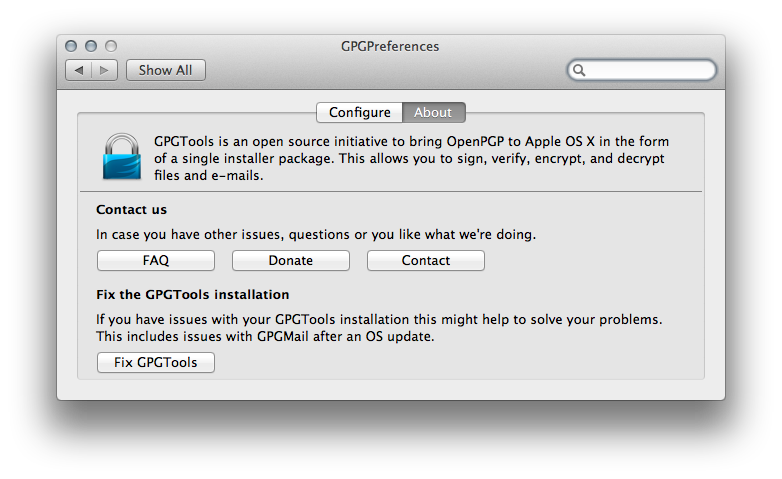 GPGPreferences
Show All
Configure
About
GPGTools is an open source initiative to bring OpenPGP to Apple OS X in the form
of a single installer package. This allows you to sign, verify, encrypt, and decrypt
files and e-mails.
Contact us
In case you have other issues, questions or you like what we're doing.
FAQ
Donate
Contact
Fix the GPGTools installation
If you have issues with your GPGTools installation this might help to solve your problems.
This includes issues with GPGMail after an OS update.
Fix GPGTools